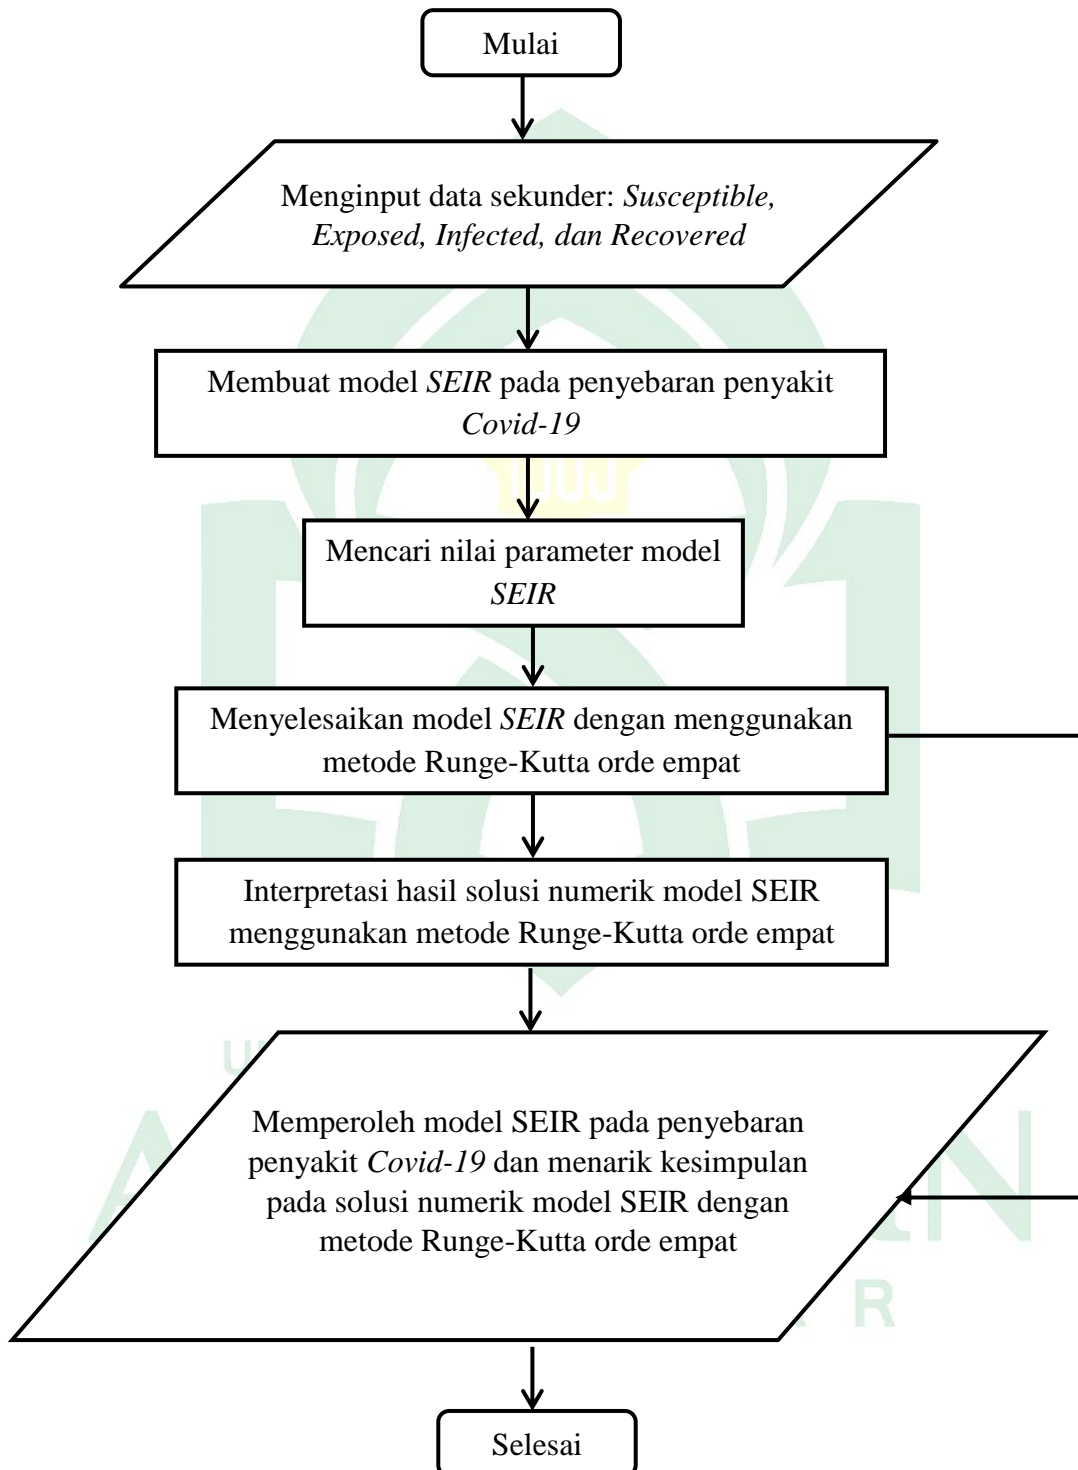 Mulai
Menginput data sekunder: Susceptible,
Exposed, Infected, dan Recovered
Membuat model SEIR pada penyebaran penyakit
Covid-19
Mencari nilai parameter model
SEIR
Menyelesaikan model SEIR dengan menggunakan
metode Runge-Kutta orde empat
Interpretasi hasil solusi numerik model SEIR
menggunakan metode Runge-Kutta orde empat
Memperoleh model SEIR pada penyebaran
penyakit Covid-19 dan menarik kesimpulan
pada solusi numerik model SEIR dengan
metode Runge-Kutta orde empat
Selesai